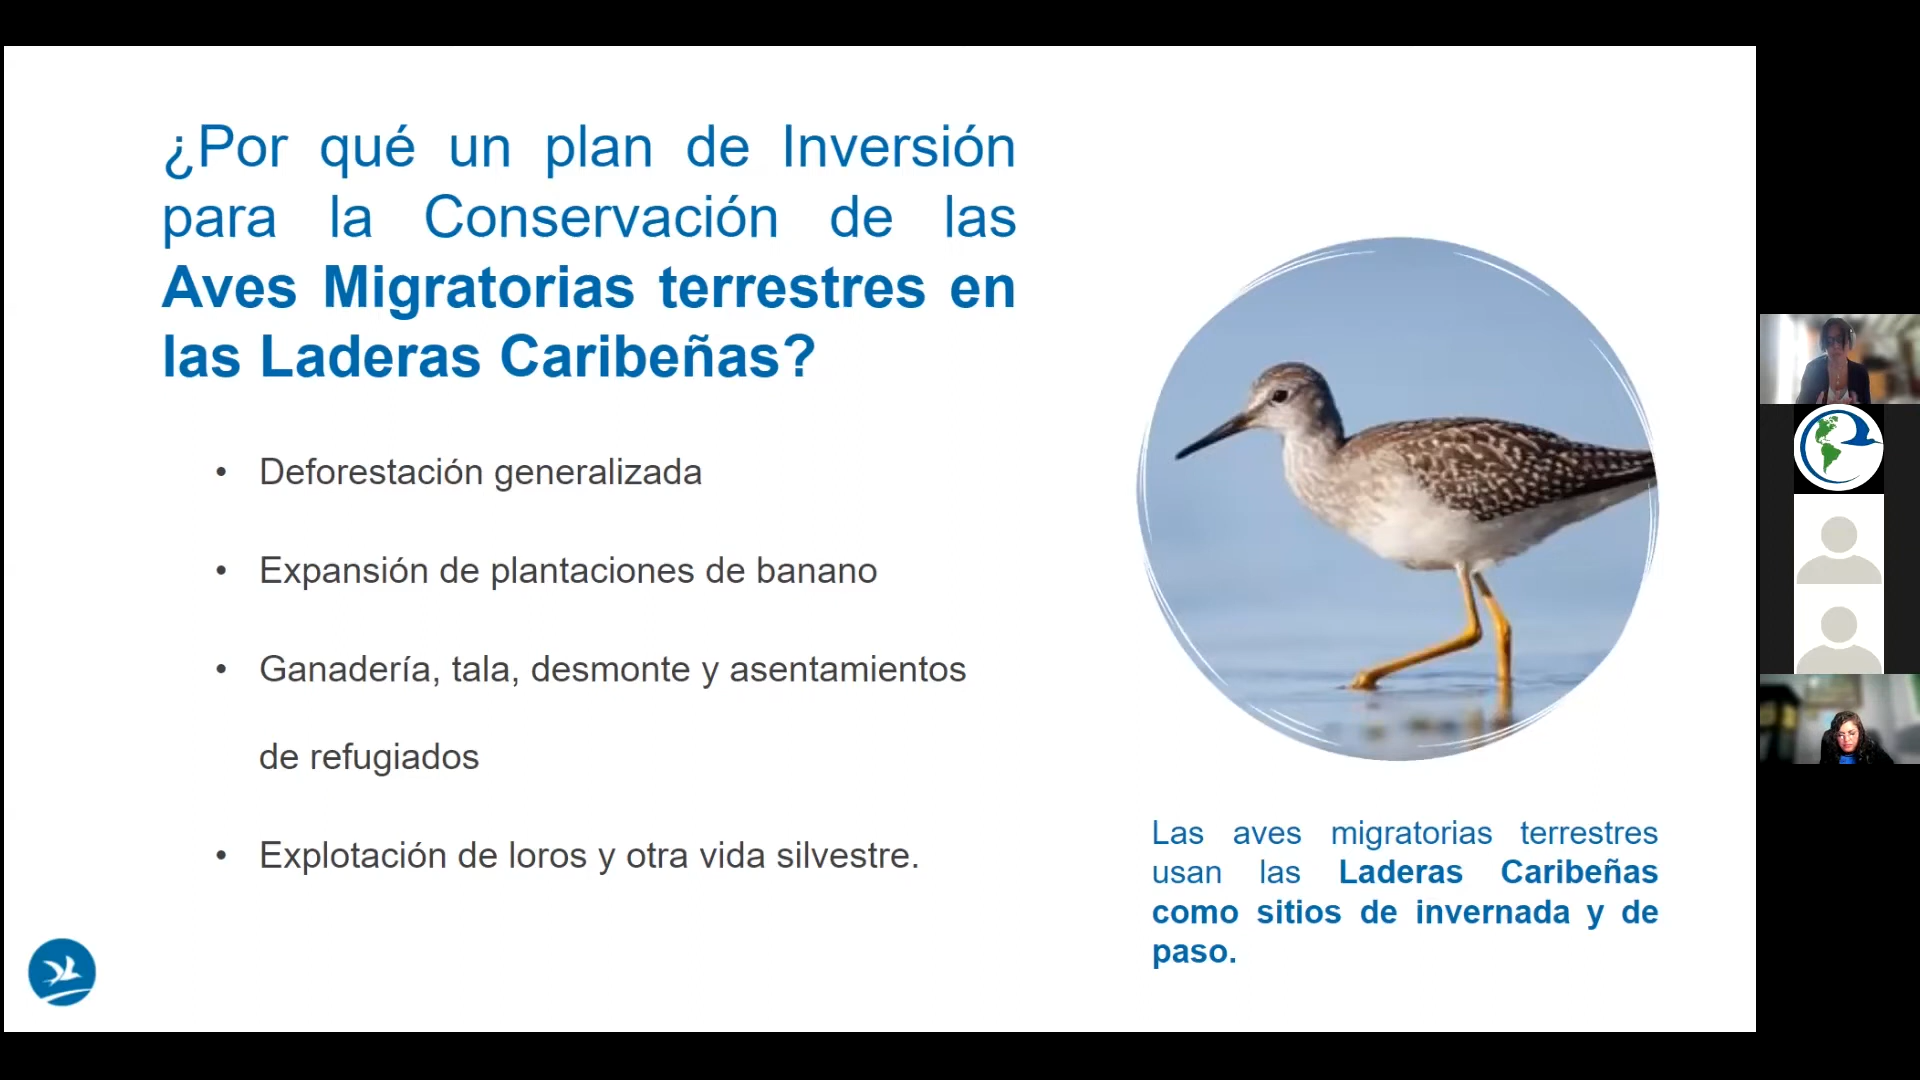 ¿Por qué un plan de Inversión
para la Conservación de las
Aves Migratorias terrestres en
las Laderas Caribeñas?
• Deforestación generalizada
• Expansión de plantaciones de banano
• Ganadería, tala, desmonte y asentamientos
de refugiados
• Explotación de loros y otra vida silvestre.
Las aves migratorias terrestres
usan las Laderas Caribeñas
como sitios de invernada y de
paso.